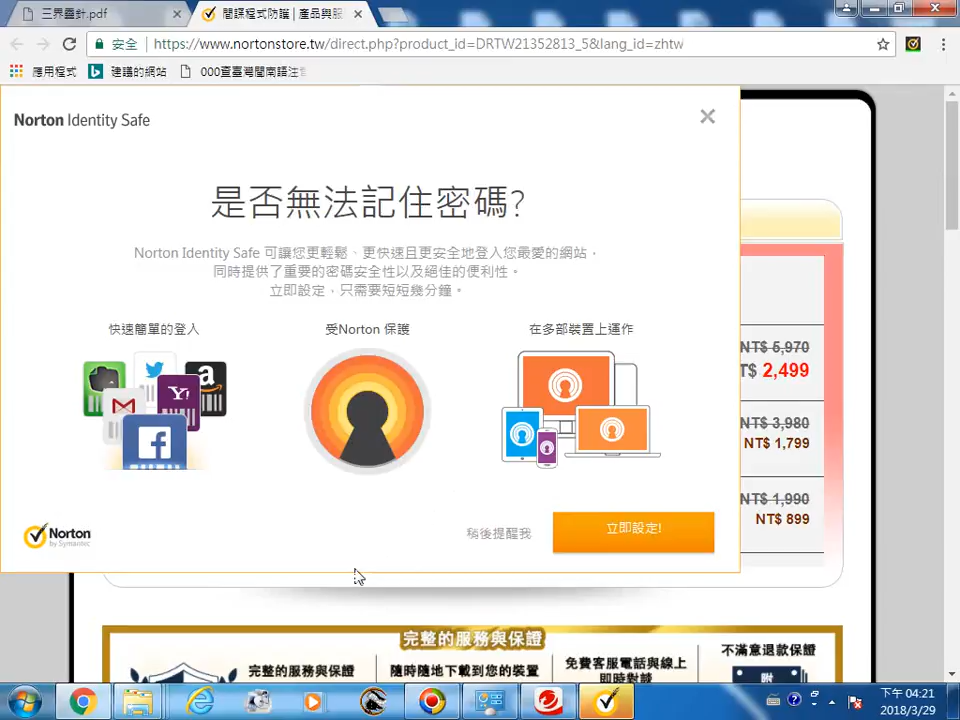 三界雲計.pdf
間諜程式防護 | 產品與服
安全
https://www.nortonstore.tw/direct.php?product_id=DRTW21352813_5&lang_id=zhtw
應用程式
建議的網站
000查臺灣閩南語注音
Norton Identity Safe
是否無法記住密碼?
Norton Identity Safe 可讓您更輕鬆、更快速且更安全地登入您最愛的網站，
同時提供了重要的密碼安全性以及絕佳的便利性。
立即設定，只需要短短幾分鐘。
快速簡單的登入
受Norton 保護
在多部裝置上運作
NT$ 5,970
T$ 2,499
NT$ 3,980
NT$ 1,799
NT$ 1,990
NT$ 899
Norton
by Symantec
稍後提醒我
立即設定!
完整的服務與保證
完整的服務與保證
隨時隨地下載到您的裝置
免費客服電話與線上
即時對談
不滿意退款保證
附
下午 04:21
2018/3/29